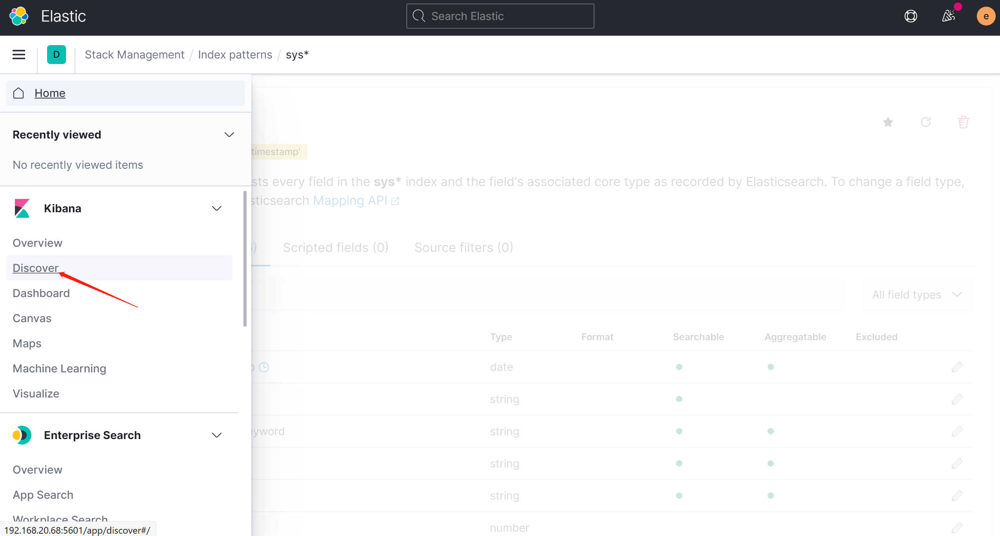 Elastic
Search Elastic
e
D
Stack Management / Index patterns / sys*
Home
Recently viewed
No recently viewed items
timestamp'
sts every field in the sys* index and the field's associated core type as recorded by Elasticsearch. To change a field type,
sticsearch Mapping API
Kibana
Overview
Discover
Dashboard
Canvas
Maps
Machine Learning
Visualize
Scripted fields (0)
Source filters (0)
All field types
Type Format Searchable Aggregatable Excluded
date
string
eyword string
string
string
number
Enterprise Search
Overview
App Search
Workplace Search
192.168.20.68:5601/app/discover#/